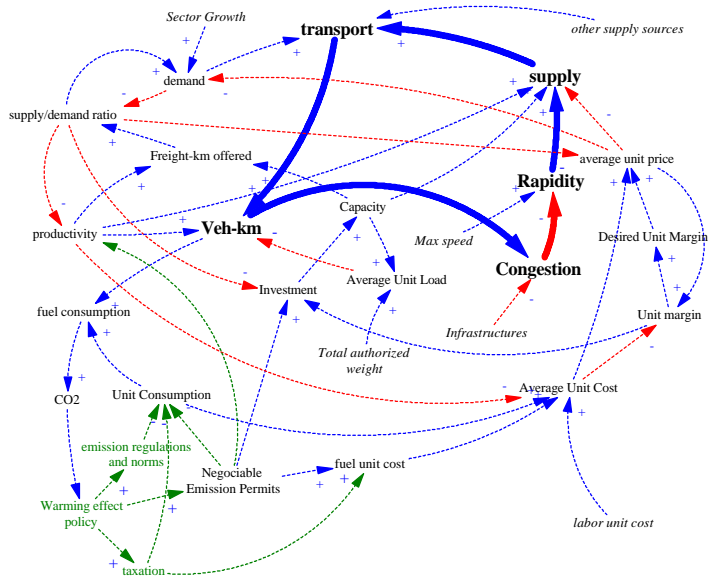 Sector Growth
transport
other supply sources
demand
supply
supply/demand ratio
Freight-km offered
average unit price
Rapidity
Capacity
Veh-km
productivity
Max speed
Desired Unit Margin
Congestion
Average Unit Load
Investment
fuel consumption
Unit margin
Infrastructures
Total authorized
weight
CO2
Unit Consumption
Average Unit Cost
emission regulations
and norms
Negociable
Emission Permits
fuel unit cost
Warming effect
policy
labor unit cost
taxation